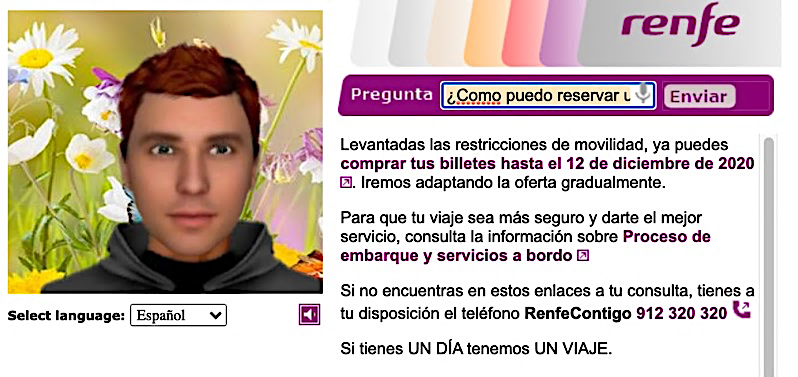 renfe
Pregunta ¿Como puedo reservar u Enviar
Levantadas las restricciones de movilidad, ya puedes
comprar tus billetes hasta el 12 de diciembre de 2020
. Iremos adaptando la oferta gradualmente.
Para que tu viaje sea más seguro y darte el mejor
servicio, consulta la información sobre Proceso de
embarque y servicios a bordo
Si no encuentras en estos enlaces a tu consulta, tienes a
tu disposición el teléfono RenfeContigo 912 320 320
Si tienes UN DÍA tenemos UN VIAJE.
Select language: Español